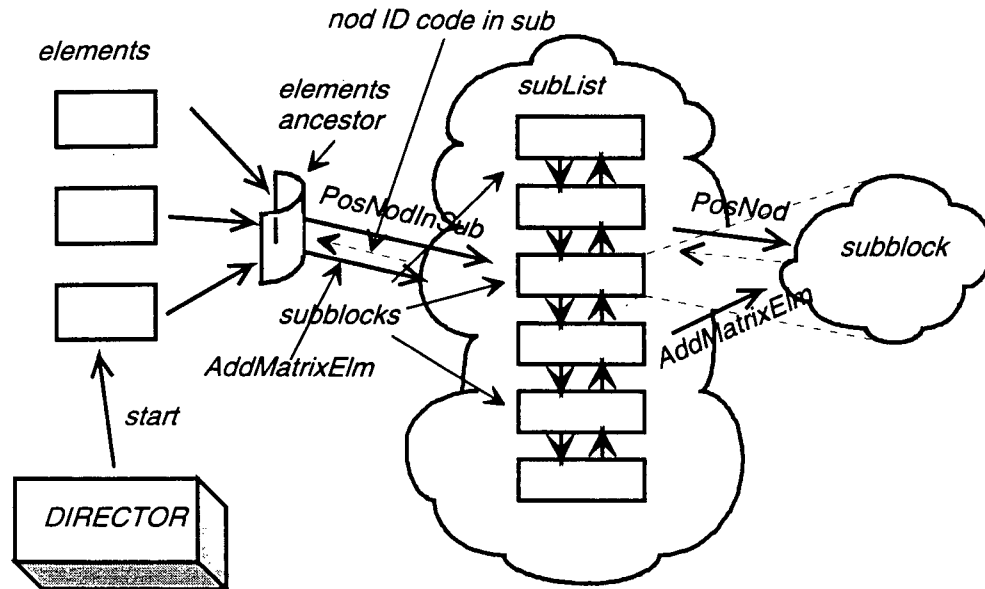 nod ID code in sub
elements
elements
ancestor
subList
PosNodInSub
PosNod
subblock
subblocks
AddMatrixElm
AddMatrixElm
start
DIRECTOR